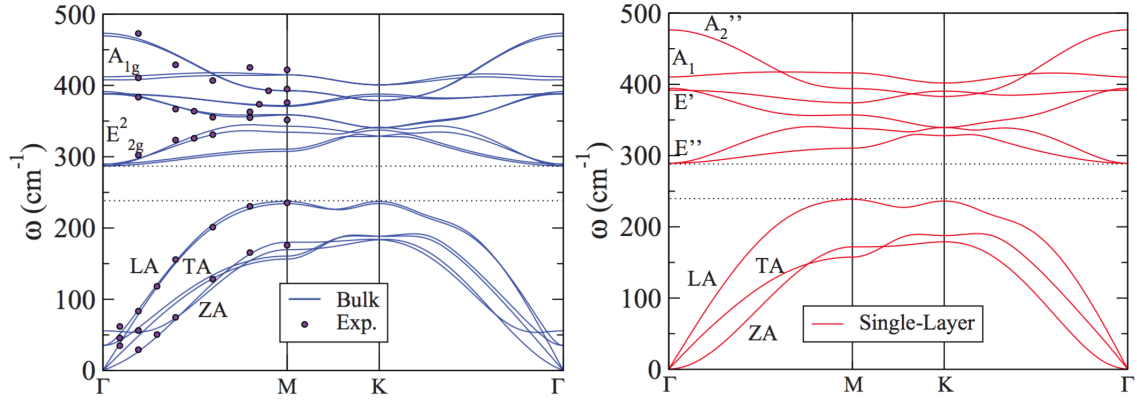 500
400
300
200
100
0
ω (cm⁻¹)
A₁g
E²₂g
LA
TA
ZA
Bulk
Exp.
Γ
M
K
Γ
500
400
300
200
100
0
ω (cm⁻¹)
A₂’’
A₁
E’
E’’
LA
TA
ZA
Single-Layer
Γ
M
K
Γ